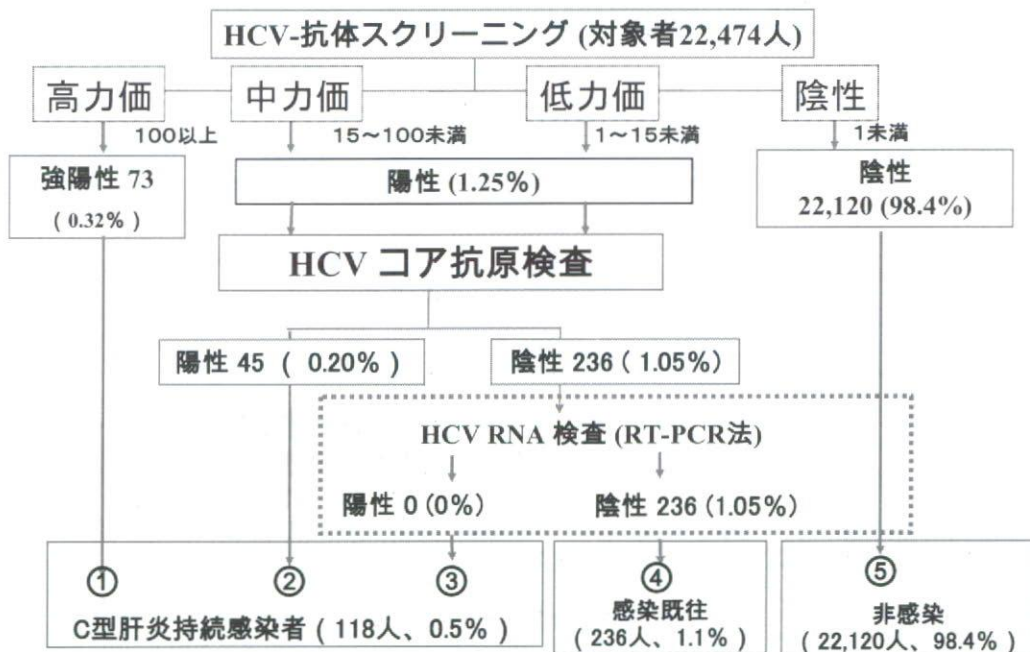 HCV-抗体スクリーニング (対象者22,474人)
高力価 中力価 低力価 陰性
100以上 15～100未満 1～15未満 1未満
強陽性 73
( 0.32% )
陽性 (1.25%)
陰性
22,120 (98.4%)
HCV コア抗原検査
陽性 45 ( 0.20% ) 陰性 236 ( 1.05% )
HCV RNA 検査 (RT-PCR法)
陽性 0 (0%) 陰性 236 (1.05%)
① ② ③ ④ ⑤
C型肝炎持続感染者 ( 118人、0.5% )
感染既往
( 236人、1.1% )
非感染
( 22,120人、98.4% )